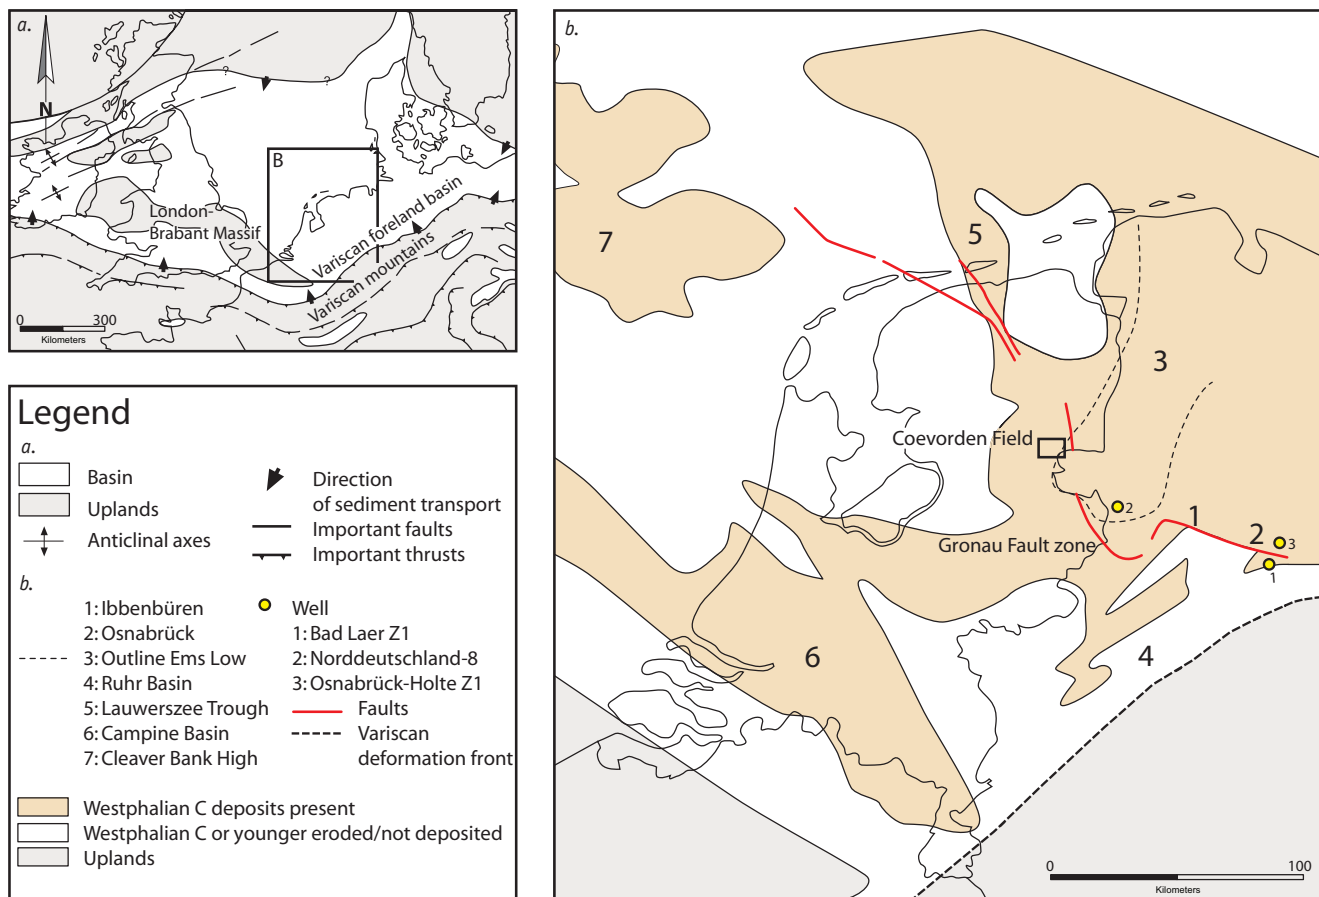 a.
N
?
?
B
London-
Brabant Massif
Variscan foreland basin
Variscan mountains
0 300
Kilometers
Legend
a.
Basin
Uplands
Anticlinal axes
Direction
of sediment transport
Important faults
Important thrusts
b.
1: Ibbenbüren
2: Osnabrück
3: Outline Ems Low
4: Ruhr Basin
5: Lauwerszee Trough
6: Campine Basin
7: Cleaver Bank High
Well
1: Bad Laer Z1
2: Norddeutschland-8
3: Osnabrück-Holte Z1
Faults
Variscan
deformation front
Westphalian C deposits present
Westphalian C or younger eroded/not deposited
Uplands
b.
7
5
3
Coevorden Field
2
1
2
3
Gronau Fault zone
1
4
6
0 100
Kilometers